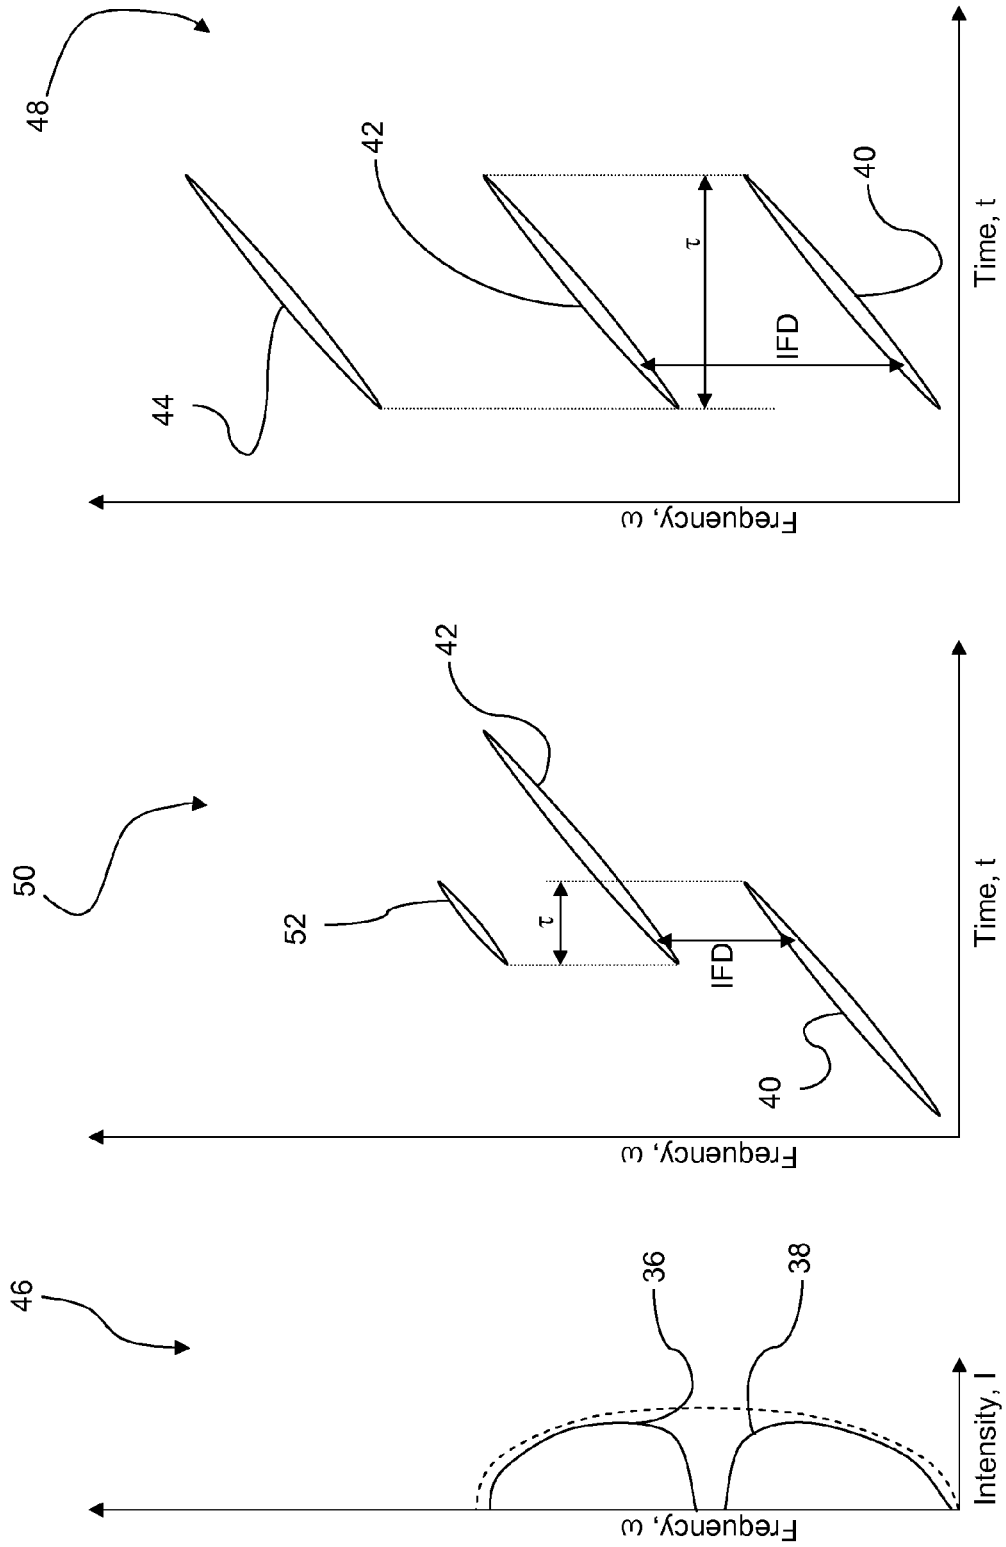 46
36
38
Frequency, ω
Intensity, I
50
52
42
τ
IFD
40
Frequency, ω
Time, t
48
44
42
τ
IFD
40
Frequency, ω
Time, t